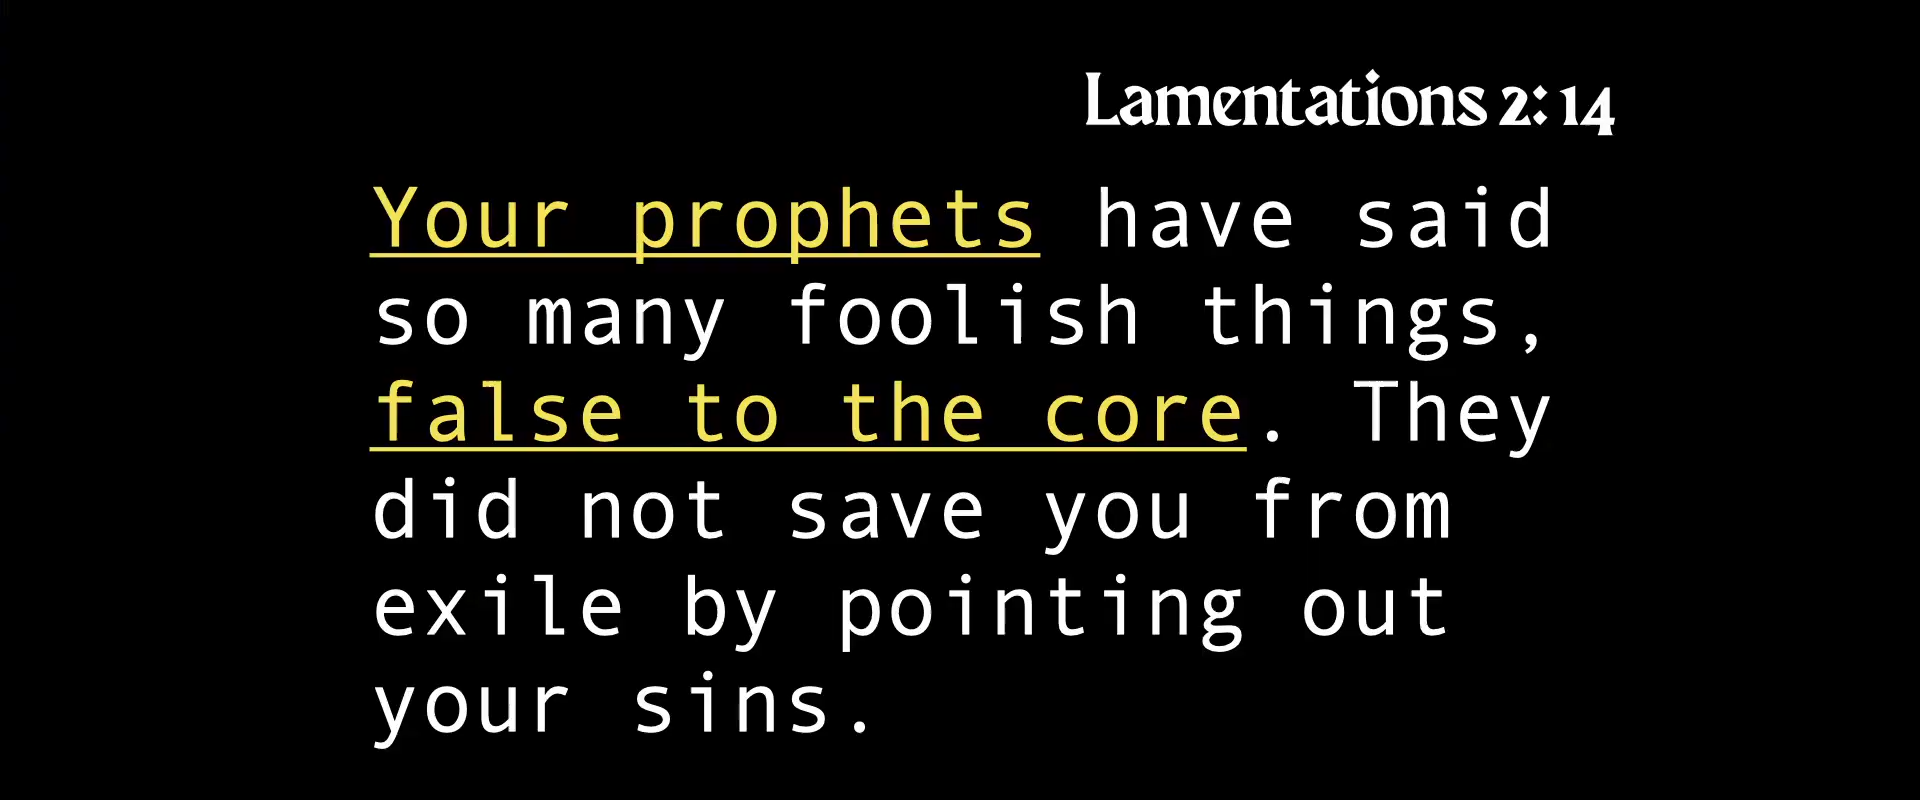 Lamentations 2:14
Your prophets have said
so many foolish things,
false to the core. They
did not save you from
exile by pointing out
your sins.